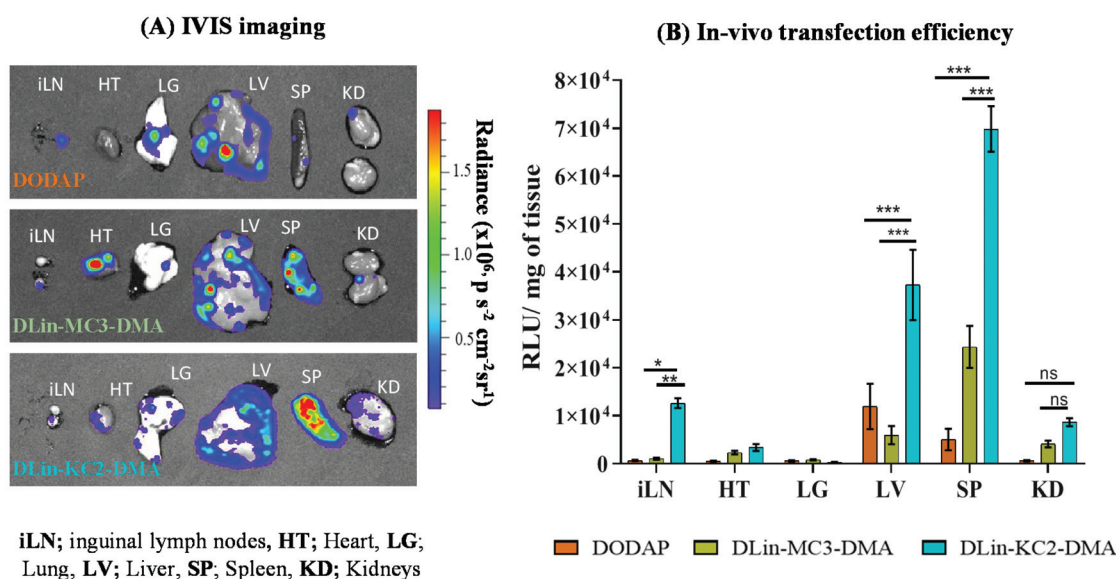 (A) IVIS imaging
iLN HT LG LV SP KD
DODAP
iLN HT LG LV SP KD
DLin-MC3-DMA
iLN HT LG LV SP KD
DLin-KC2-DMA
1.5
1.0
0.5
Radiance (x10⁶, p s⁻² cm⁻²sr¹)
iLN; inguinal lymph nodes, HT; Heart, LG;
Lung, LV; Liver, SP; Spleen, KD; Kidneys
(B) In-vivo transfection efficiency
RLU/ mg of tissue
8×10⁴
7×10⁴
6×10⁴
5×10⁴
4×10⁴
3×10⁴
2×10⁴
1×10⁴
0
* **
*** ***
*** ***
ns ns
iLN HT LG LV SP KD
DODAP DLin-MC3-DMA DLin-KC2-DMA